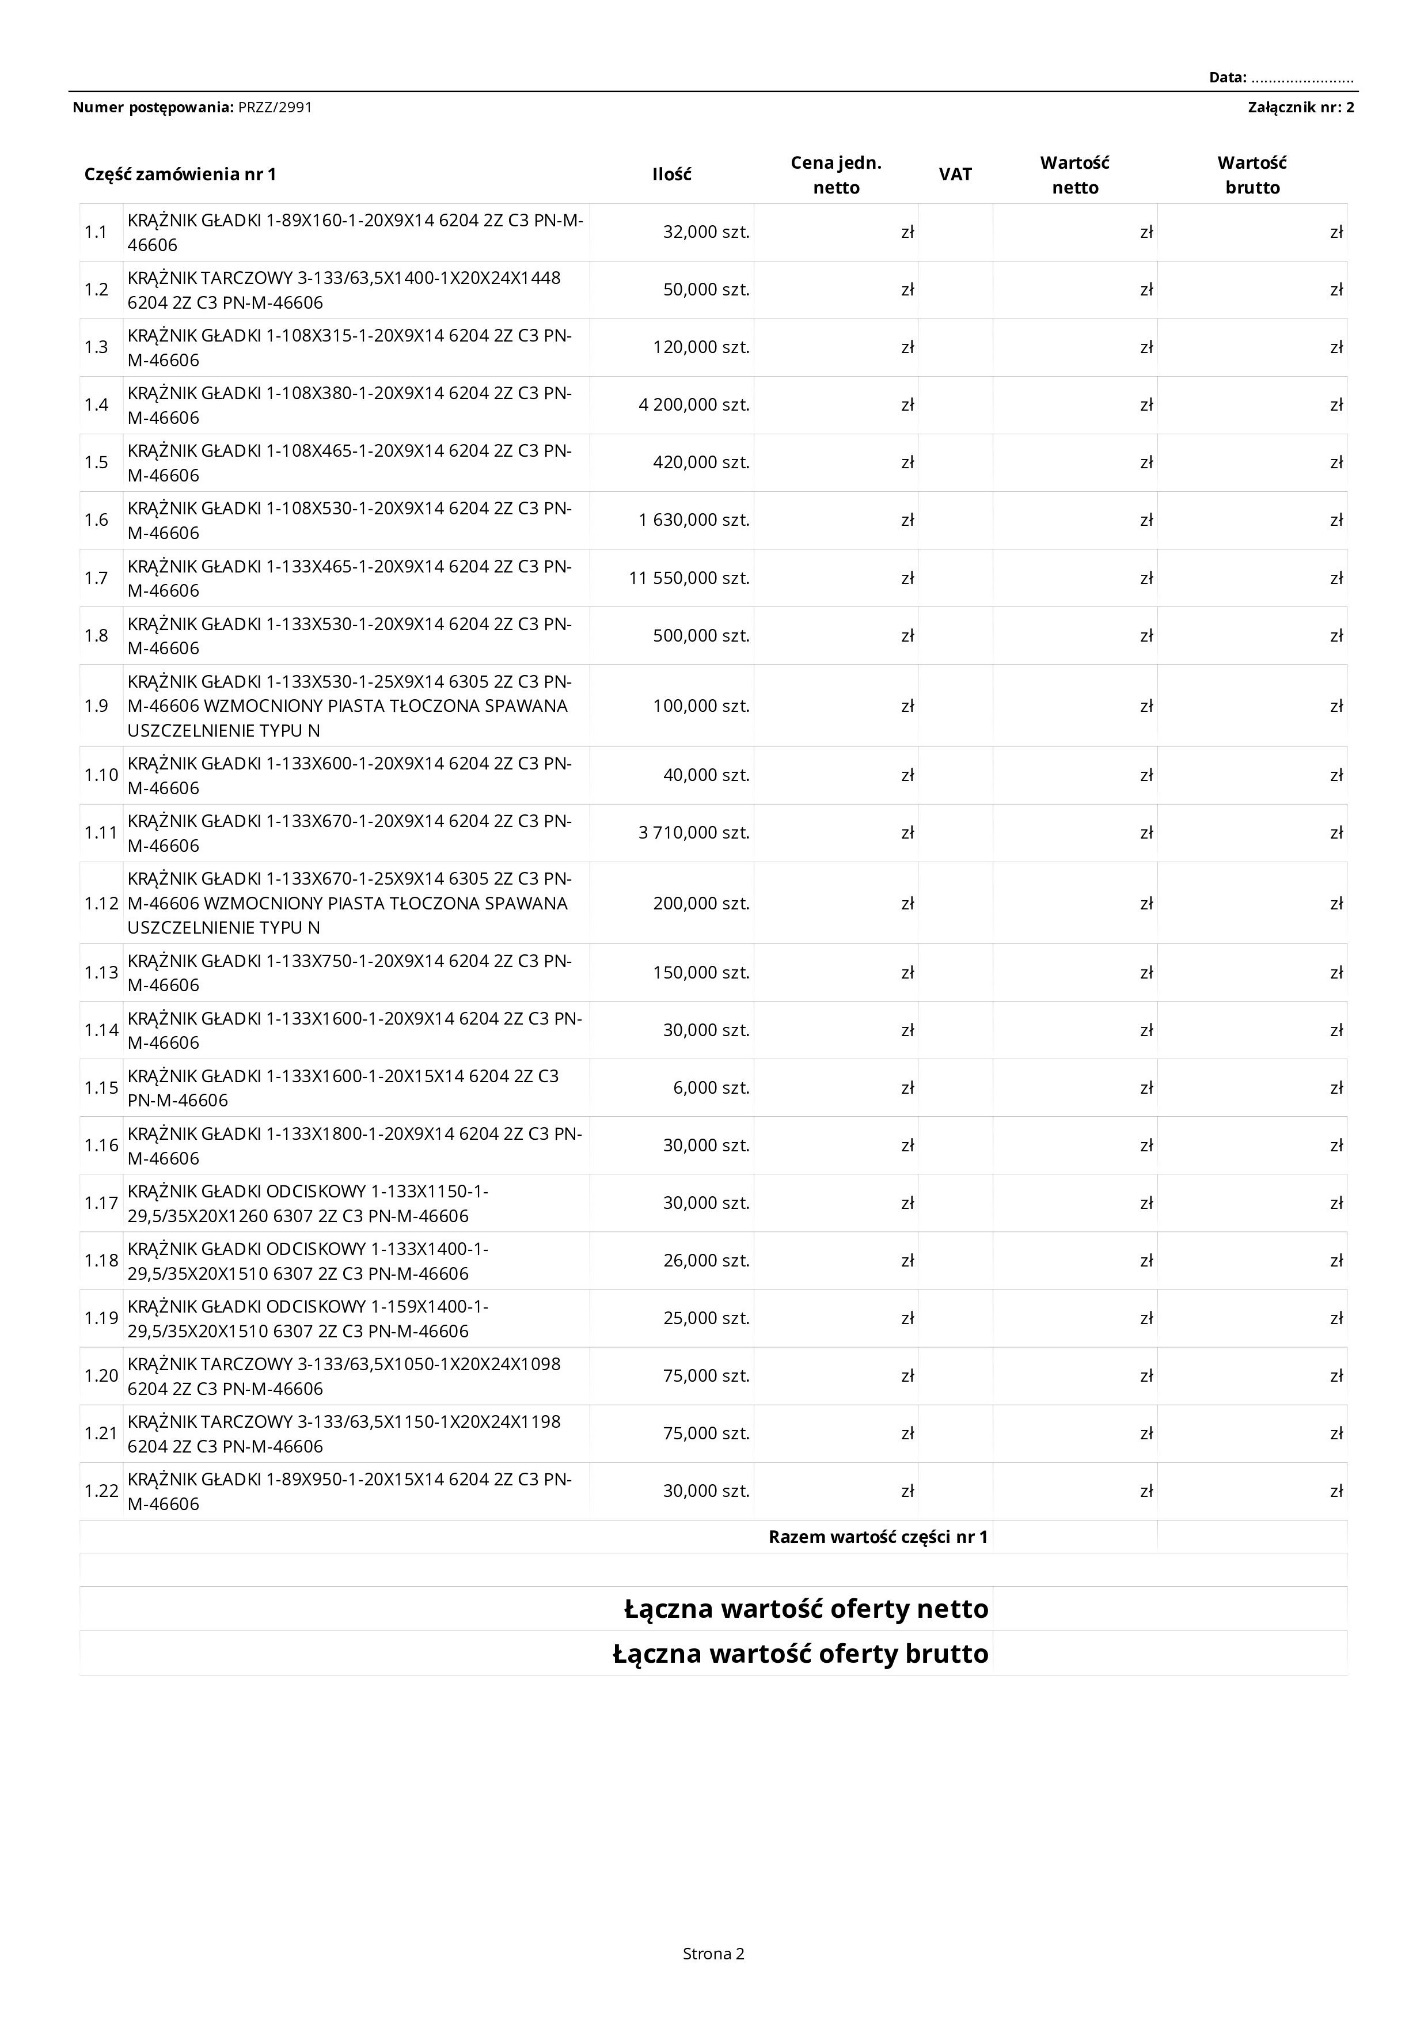 Data: ........................
Numer postępowania: PRZZ/2991 Załącznik nr: 2
Część zamówienia nr 1 Ilość Cena jedn. netto VAT Wartość netto Wartość brutto
1.1 KRĄŻNIK GŁADKI 1-89X160-1-20X9X14 6204 2Z C3 PN-M-
46606 32,000 szt. zł zł zł
1.2 KRĄŻNIK TARCZOWY 3-133/63,5X1400-1X20X24X1448
6204 2Z C3 PN-M-46606 50,000 szt. zł zł zł
1.3 KRĄŻNIK GŁADKI 1-108X315-1-20X9X14 6204 2Z C3 PN-
M-46606 120,000 szt. zł zł zł
1.4 KRĄŻNIK GŁADKI 1-108X380-1-20X9X14 6204 2Z C3 PN-
M-46606 4 200,000 szt. zł zł zł
1.5 KRĄŻNIK GŁADKI 1-108X465-1-20X9X14 6204 2Z C3 PN-
M-46606 420,000 szt. zł zł zł
1.6 KRĄŻNIK GŁADKI 1-108X530-1-20X9X14 6204 2Z C3 PN-
M-46606 1 630,000 szt. zł zł zł
1.7 KRĄŻNIK GŁADKI 1-133X465-1-20X9X14 6204 2Z C3 PN-
M-46606 11 550,000 szt. zł zł zł
1.8 KRĄŻNIK GŁADKI 1-133X530-1-20X9X14 6204 2Z C3 PN-
M-46606 500,000 szt. zł zł zł
1.9 KRĄŻNIK GŁADKI 1-133X530-1-25X9X14 6305 2Z C3 PN-
M-46606 WZMOCNIONY PIASTA TŁOCZONA SPAWANA
USZCZELNIENIE TYPU N 100,000 szt. zł zł zł
1.10 KRĄŻNIK GŁADKI 1-133X600-1-20X9X14 6204 2Z C3 PN-
M-46606 40,000 szt. zł zł zł
1.11 KRĄŻNIK GŁADKI 1-133X670-1-20X9X14 6204 2Z C3 PN-
M-46606 3 710,000 szt. zł zł zł
1.12 KRĄŻNIK GŁADKI 1-133X670-1-25X9X14 6305 2Z C3 PN-
M-46606 WZMOCNIONY PIASTA TŁOCZONA SPAWANA
USZCZELNIENIE TYPU N 200,000 szt. zł zł zł
1.13 KRĄŻNIK GŁADKI 1-133X750-1-20X9X14 6204 2Z C3 PN-
M-46606 150,000 szt. zł zł zł
1.14 KRĄŻNIK GŁADKI 1-133X1600-1-20X9X14 6204 2Z C3 PN-
M-46606 30,000 szt. zł zł zł
1.15 KRĄŻNIK GŁADKI 1-133X1600-1-20X15X14 6204 2Z C3
PN-M-46606 6,000 szt. zł zł zł
1.16 KRĄŻNIK GŁADKI 1-133X1800-1-20X9X14 6204 2Z C3 PN-
M-46606 30,000 szt. zł zł zł
1.17 KRĄŻNIK GŁADKI ODCISKOWY 1-133X1150-1-
29,5/35X20X1260 6307 2Z C3 PN-M-46606 30,000 szt. zł zł zł
1.18 KRĄŻNIK GŁADKI ODCISKOWY 1-133X1400-1-
29,5/35X20X1510 6307 2Z C3 PN-M-46606 26,000 szt. zł zł zł
1.19 KRĄŻNIK GŁADKI ODCISKOWY 1-159X1400-1-
29,5/35X20X1510 6307 2Z C3 PN-M-46606 25,000 szt. zł zł zł
1.20 KRĄŻNIK TARCZOWY 3-133/63,5X1050-1X20X24X1098
6204 2Z C3 PN-M-46606 75,000 szt. zł zł zł
1.21 KRĄŻNIK TARCZOWY 3-133/63,5X1150-1X20X24X1198
6204 2Z C3 PN-M-46606 75,000 szt. zł zł zł
1.22 KRĄŻNIK GŁADKI 1-89X950-1-20X15X14 6204 2Z C3 PN-
M-46606 30,000 szt. zł zł zł
Razem wartość części nr 1
Łączna wartość oferty netto
Łączna wartość oferty brutto
Strona 2